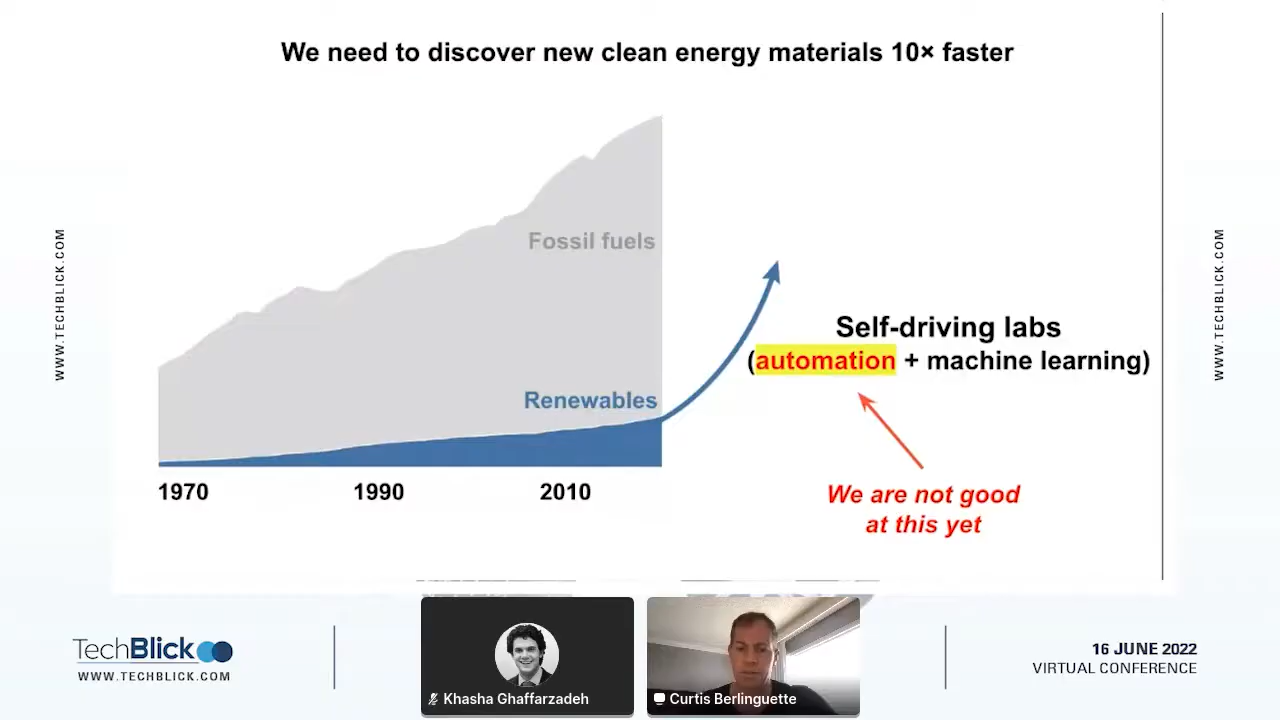 We need to discover new clean energy materials 10× faster
WWW.TECHBLICK.COM
Fossil fuels
Renewables
1970
1990
2010
Self-driving labs
(automation + machine learning)
We are not good
at this yet
WWW.TECHBLICK.COM
TechBlick
WWW.TECHBLICK.COM
Khasha Ghaffarzadeh
Curtis Berlinguette
16 JUNE 2022
VIRTUAL CONFERENCE